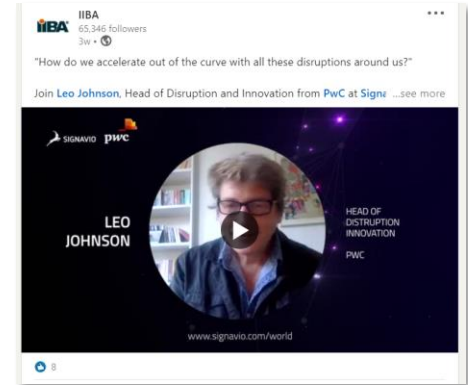 IIBA
IIBA
65,346 followers
3w •
"How do we accelerate out of the curve with all these disruptions around us?"
Join Leo Johnson, Head of Disruption and Innovation from PwC at Signa ...see more
SIGNAVIO pwc
LEO
JOHNSON
HEAD OF
DISTRUPTION
INNOVATION
PWC
www.signavio.com/world
8